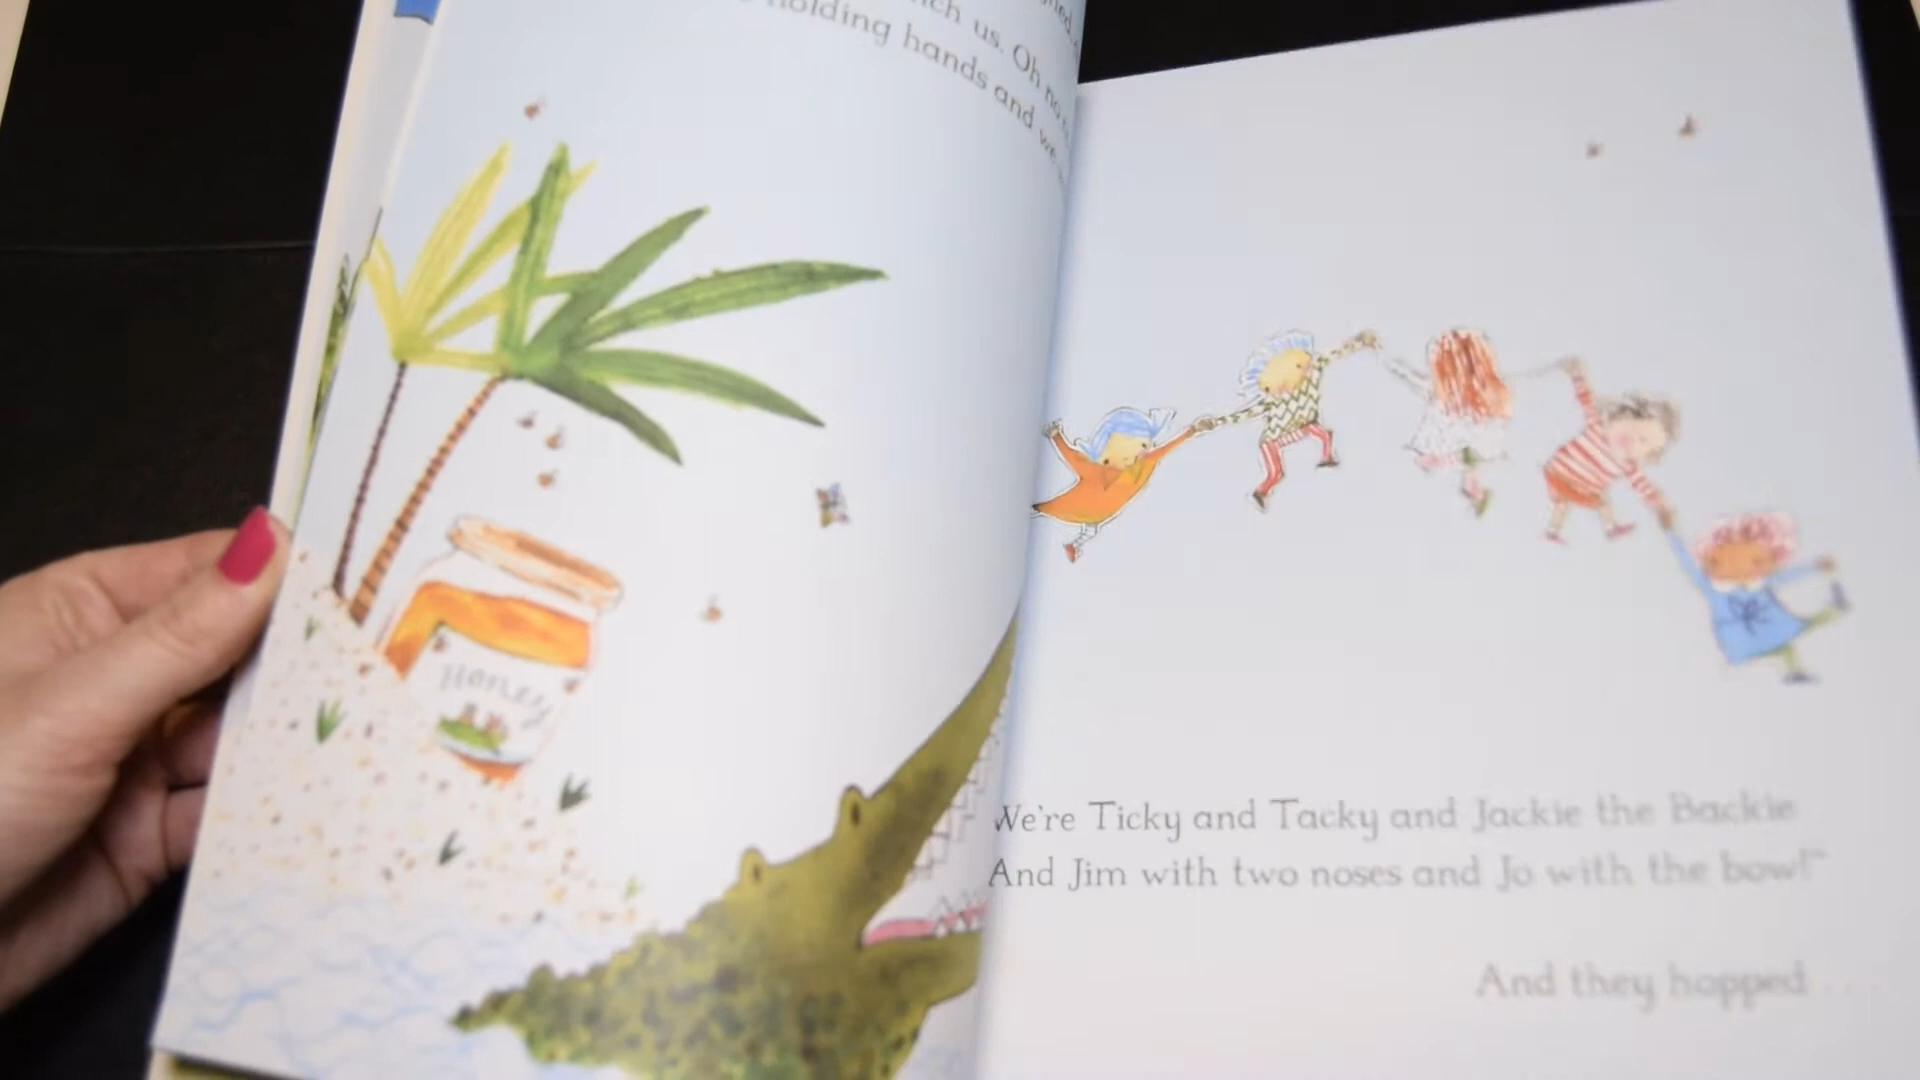 us. Oh no
holding hands and we
Honey
We're Ticky and Tacky and Jackie the Backie
And Jim with two noses and Jo with the bow!"
And they hopped . . . .